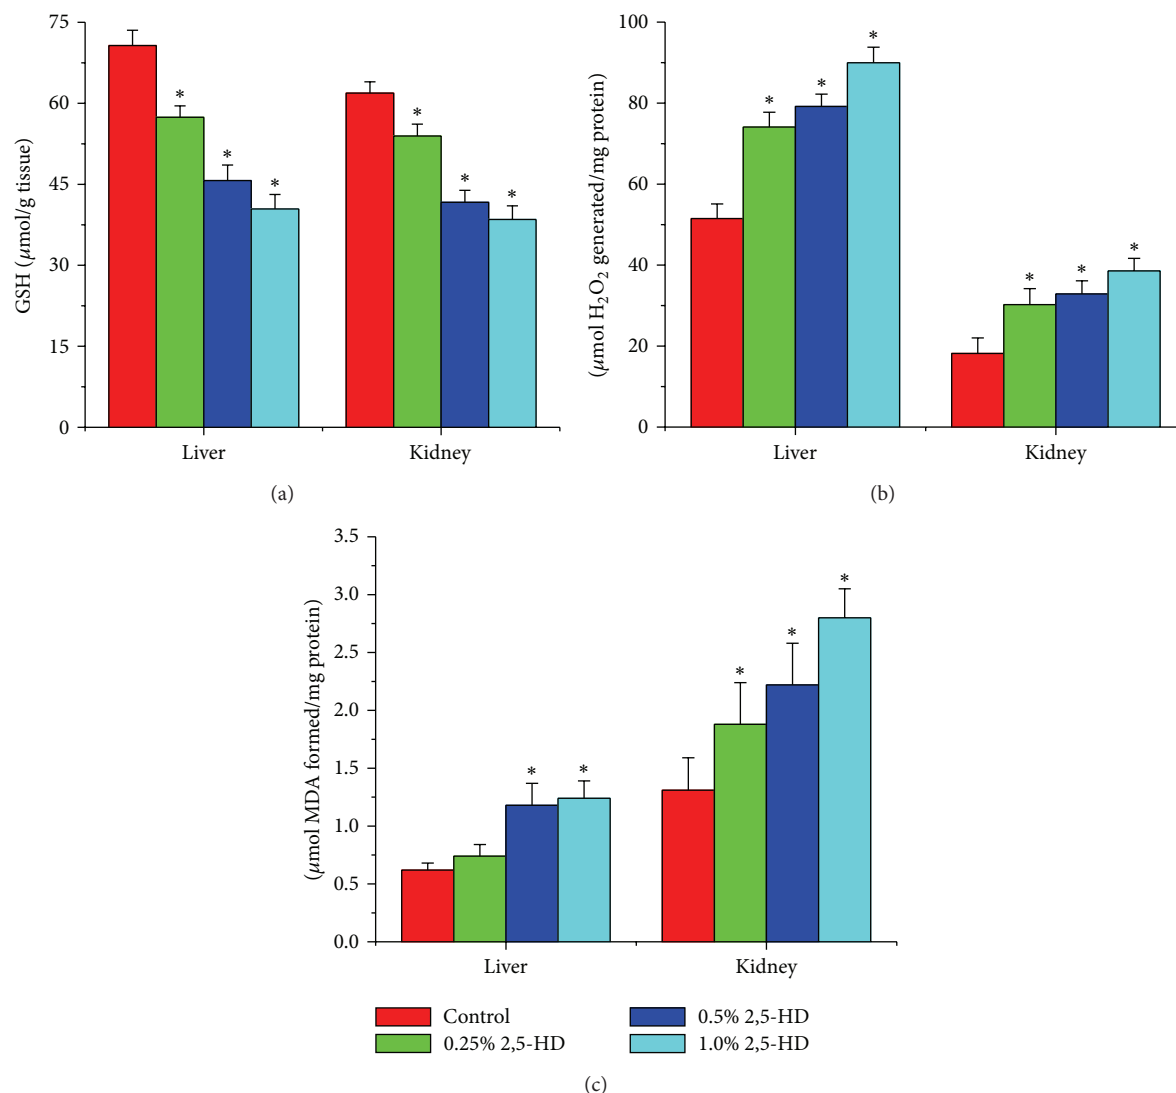 75
60
45
30
15
0
GSH (µmol/g tissue)
* * * * * *
Liver Kidney
(a)
100
80
60
40
20
0
(µmol H₂O₂ generated/mg protein)
* * * * * *
Liver Kidney
(b)
3.5
3.0
2.5
2.0
1.5
1.0
0.5
0.0
(µmol MDA formed/mg protein)
* * * * *
Liver Kidney
Control
0.25% 2,5-HD
0.5% 2,5-HD
1.0% 2,5-HD
(c)